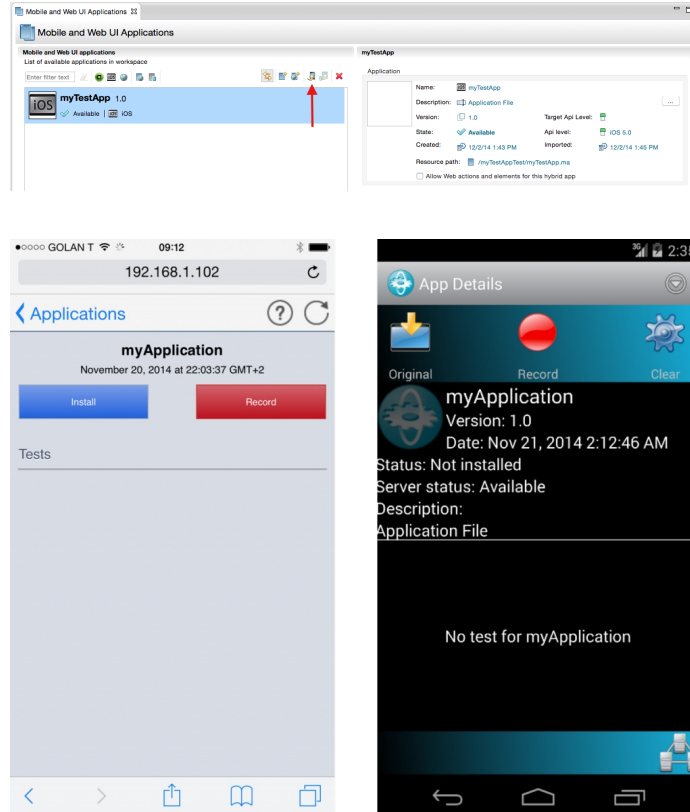 Mobile and Web UI Applications
Mobile and Web UI Applications
Mobile and Web UI applications
List of available applications in workspace
Enter filter text
iOS
myTestApp 1.0
Available | iOS
myTestApp
Application
Name: myTestApp
Description: Application File
...
Version: 1.0 Target Api Level:
State: Available Api level: iOS 5.0
Created: 12/2/14 1:43 PM Imported: 12/2/14 1:45 PM
Resource path: /myTestAppTest/myTestApp.ma
Allow Web actions and elements for this hybrid app
GOLAN T 09:12
192.168.1.102
Applications
?
myApplication
November 20, 2014 at 22:03:37 GMT+2
Install Record
Tests
3G 2:35
App Details
Original Record Clear
myApplication
Version: 1.0
Date: Nov 21, 2014 2:12:46 AM
Status: Not installed
Server status: Available
Description:
Application File
No test for myApplication